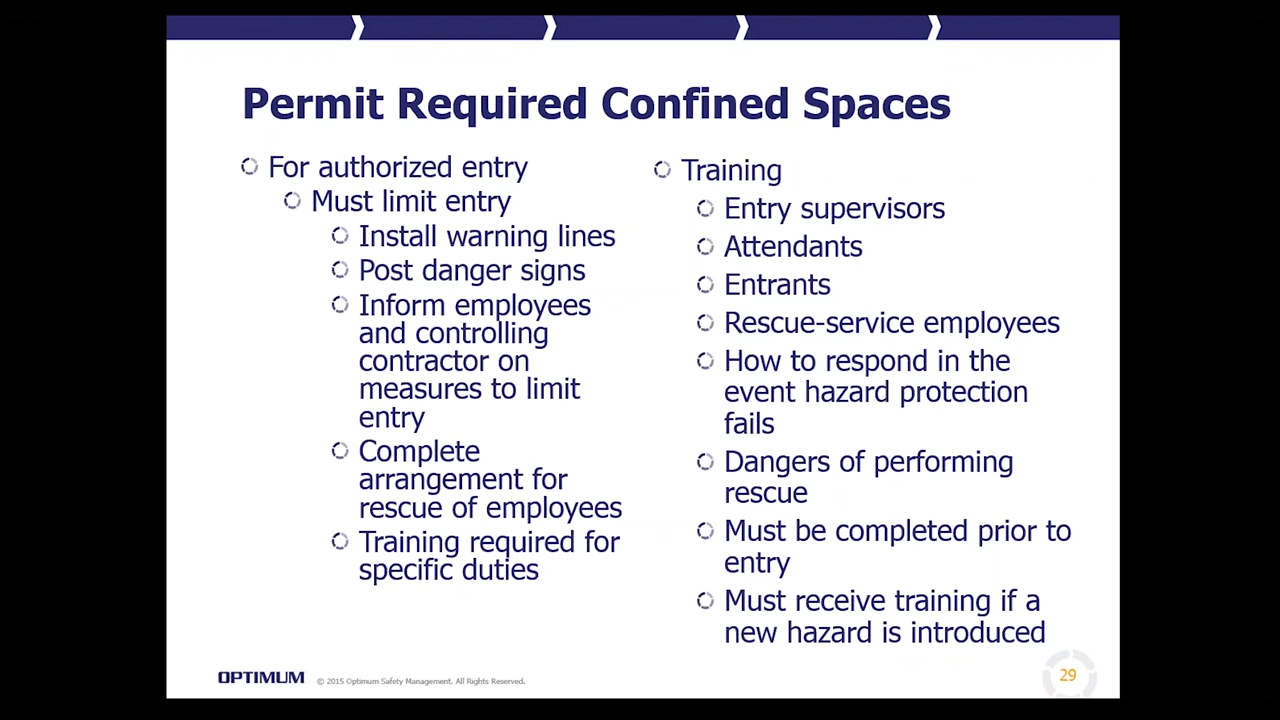 Permit Required Confined Spaces
For authorized entry
Must limit entry
Install warning lines
Post danger signs
Inform employees
and controlling
contractor on
measures to limit
entry
Complete
arrangement for
rescue of employees
Training required for
specific duties
Training
Entry supervisors
Attendants
Entrants
Rescue-service employees
How to respond in the
event hazard protection
fails
Dangers of performing
rescue
Must be completed prior to
entry
Must receive training if a
new hazard is introduced
OPTIMUM © 2015 Optimum Safety Management. All Rights Reserved.
29